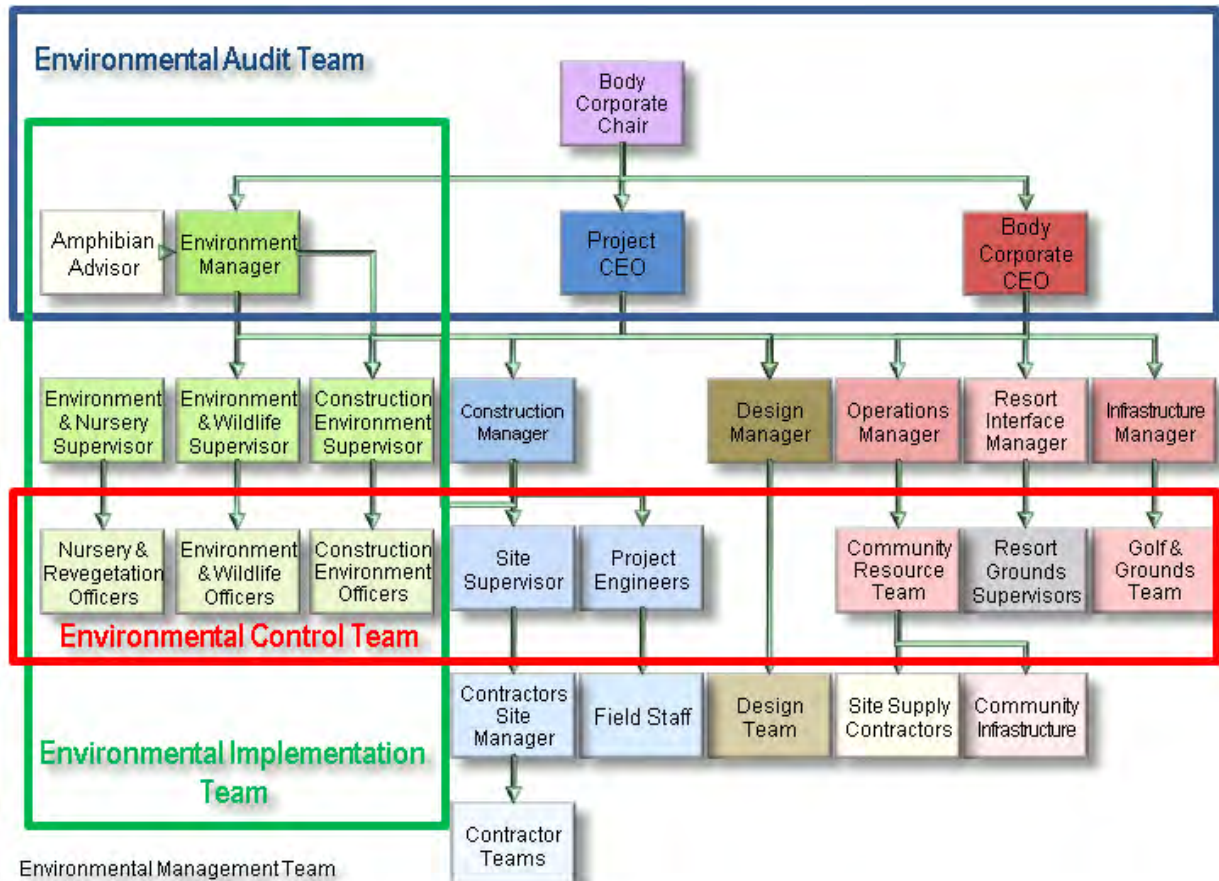 Environmental Audit Team
Body
Corporate
Chair
Amphibian
Advisor
Environment
Manager
Project
CEO
Body
Corporate
CEO
Environment
& Nursery
Supervisor
Environment
& Wildlife
Supervisor
Construction
Environment
Supervisor
Construction
Manager
Design
Manager
Operations
Manager
Resort
Interface
Manager
Infrastructure
Manager
Nursery &
Revegetation
Officers
Environment
& Wildlife
Officers
Construction
Environment
Officers
Site
Supervisor
Project
Engineers
Community
Resource
Team
Resort
Grounds
Supervisors
Golf &
Grounds
Team
Environmental Control Team
Contractors
Site
Manager
Field Staff
Design
Team
Site Supply
Contractors
Community
Infrastructure
Environmental Implementation
Team
Contractor
Teams
Environmental Management Team